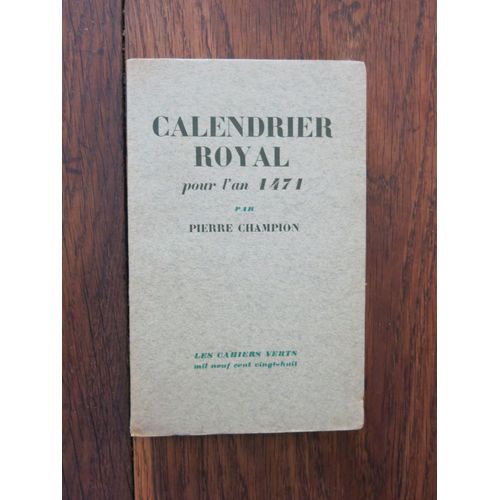 CALENDRIER
ROYAL
pour l'an 1471
PAR
PIERRE CHAMPION
LES CAHIERS VERTS
mil neuf cent vingt-huit